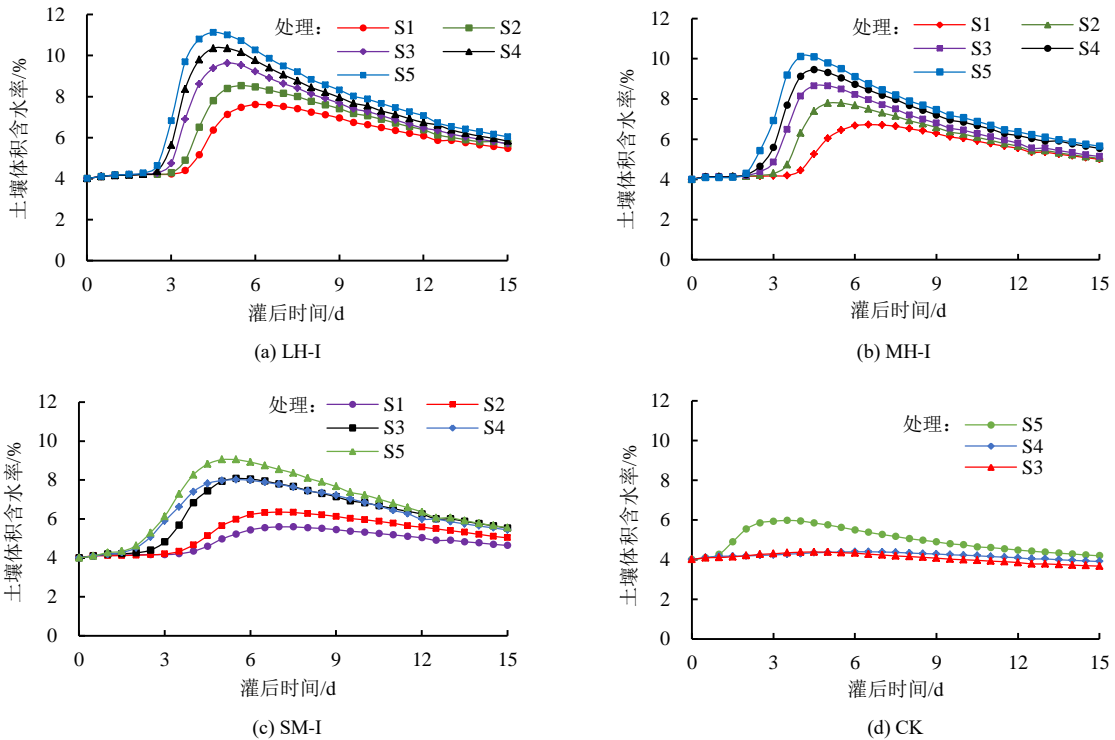 处理： S1 S2
S3 S4
S5
12
10
8
6
4
2
0
土壤体积含水率/%
0 3 6 9 12 15
灌后时间/d
(a) LH-I
处理： S1 S2
S3 S4
S5
12
10
8
6
4
2
0
土壤体积含水率/%
0 3 6 9 12 15
灌后时间/d
(b) MH-I
处理： S1 S2
S3 S4
S5
12
10
8
6
4
2
0
土壤体积含水率/%
0 3 6 9 12 15
灌后时间/d
(c) SM-I
处理： S5
S4
S3
12
10
8
6
4
2
0
土壤体积含水率/%
0 3 6 9 12 15
灌后时间/d
(d) CK